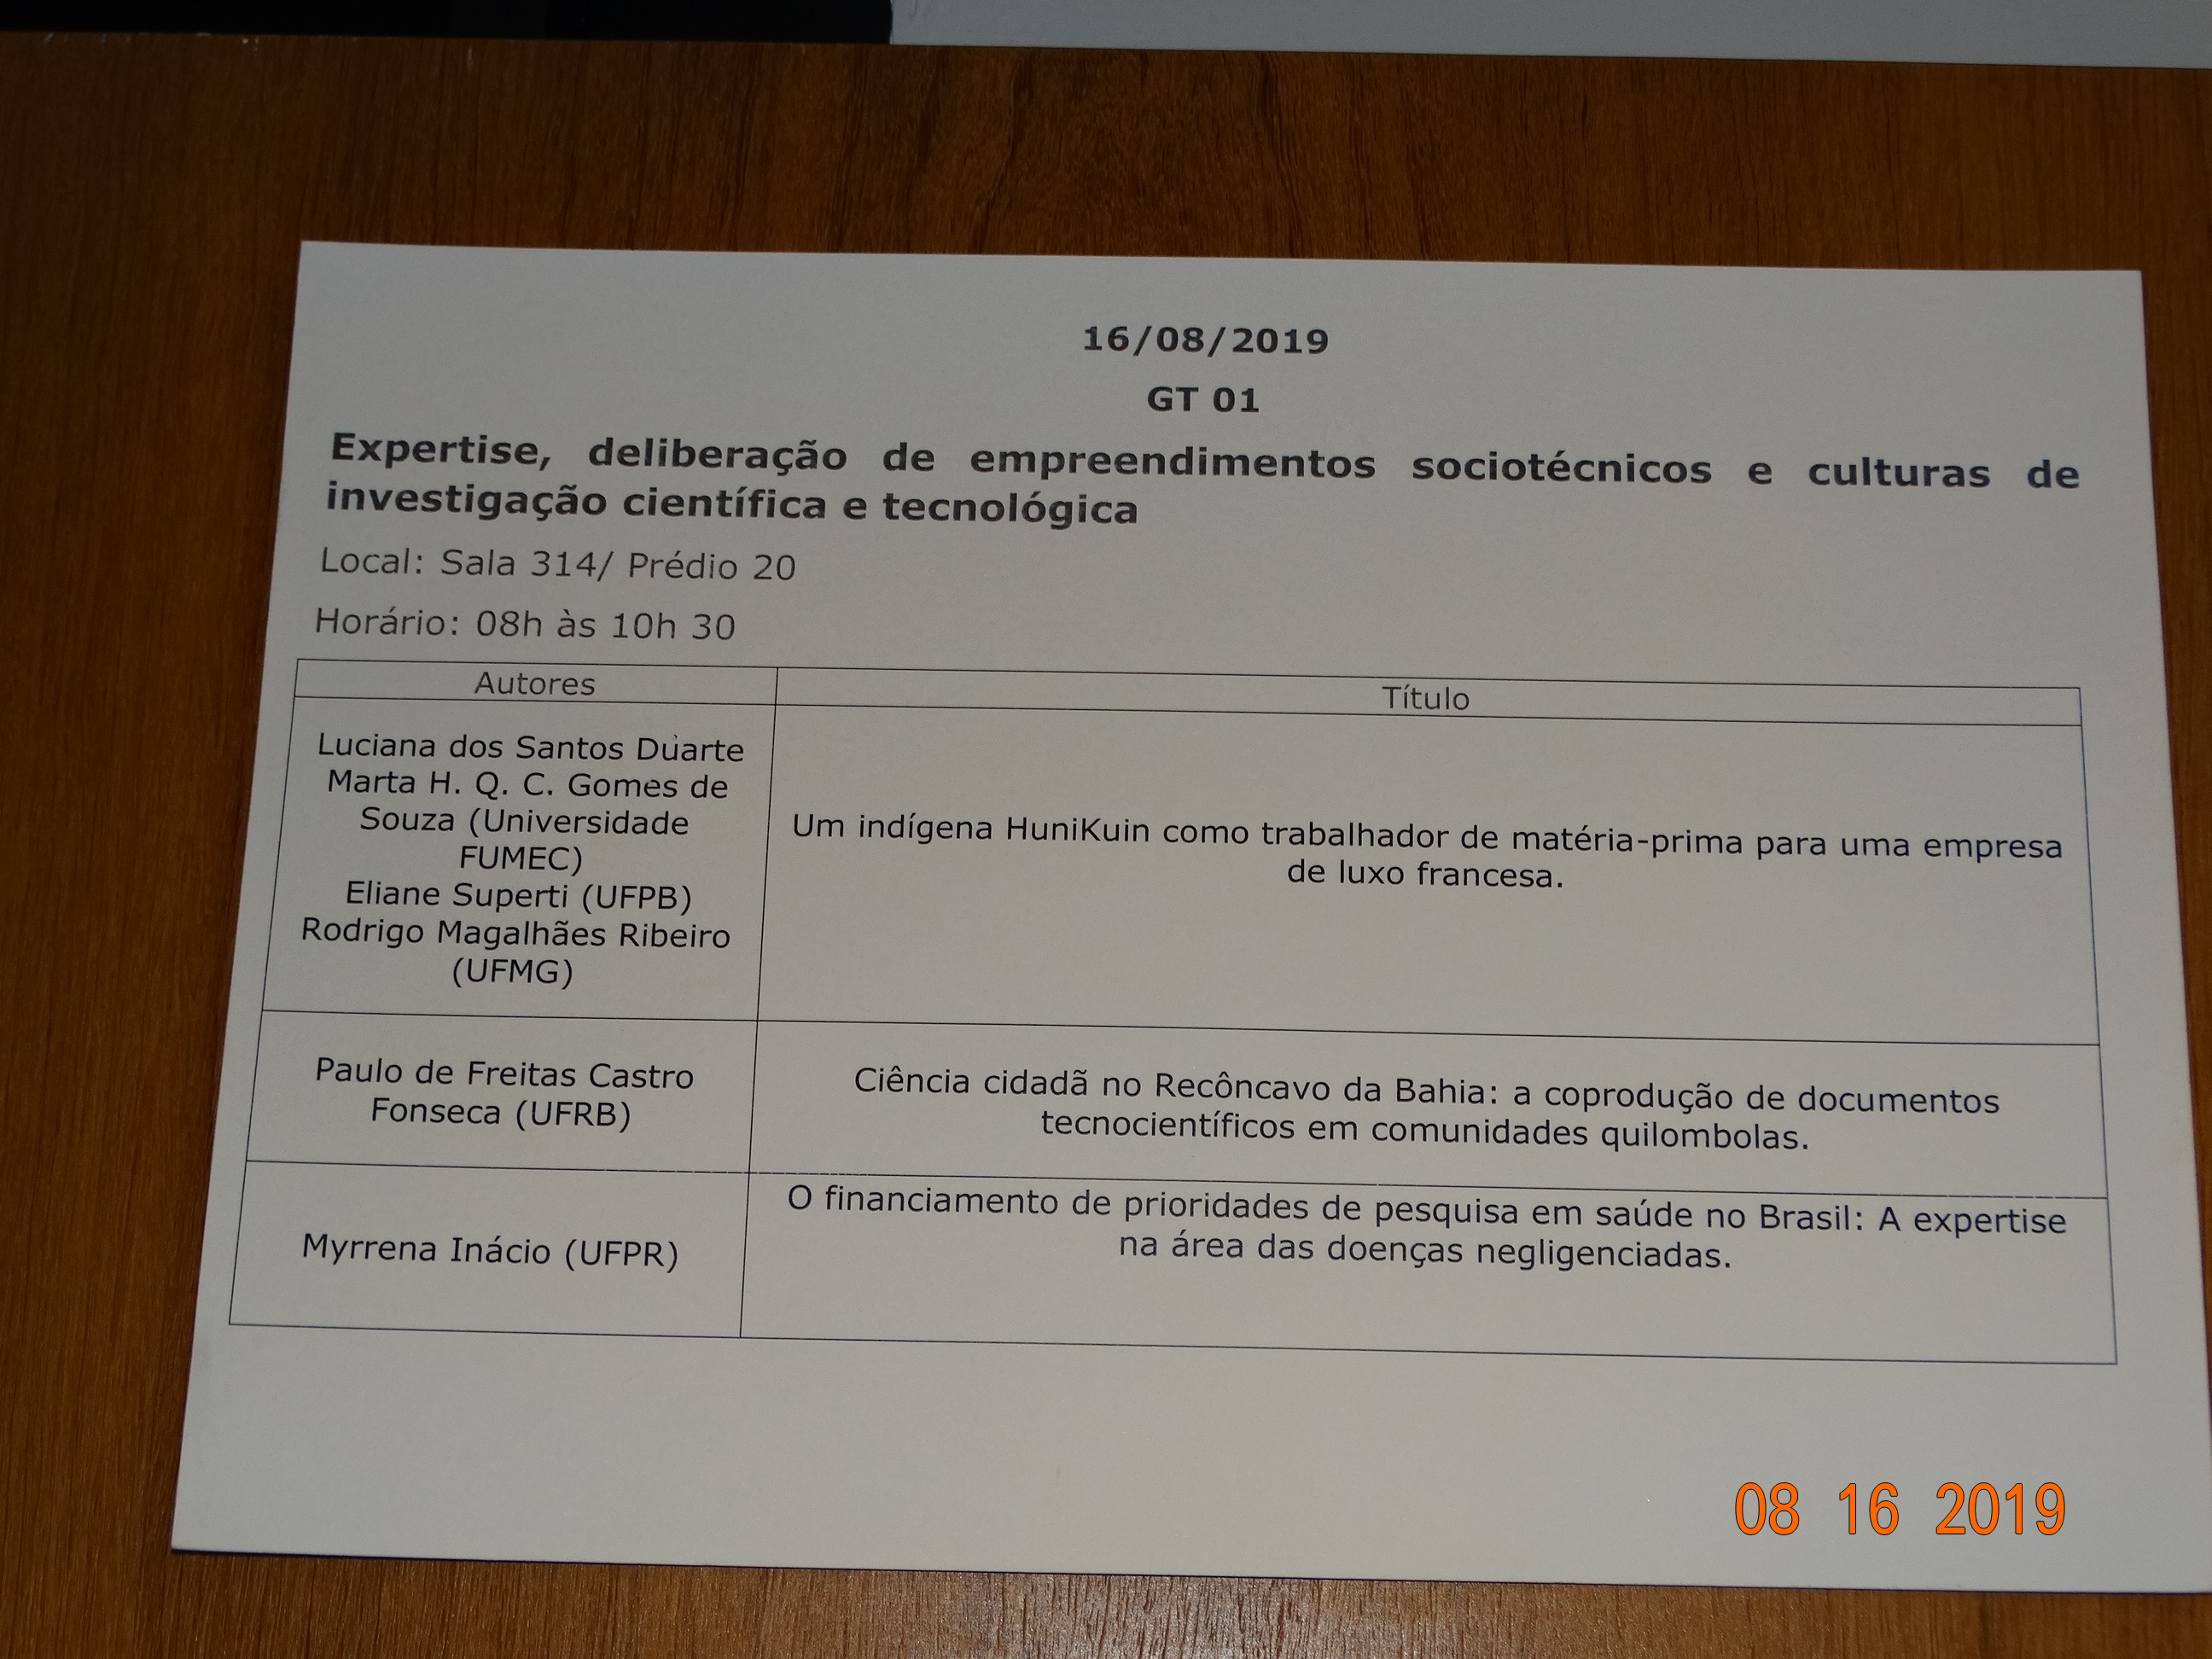 16/08/2019
GT 01
Expertise, deliberação de empreendimentos sociotécnicos e culturas de
investigação científica e tecnológica
Local: Sala 314/ Prédio 20
Horário: 08h às 10h 30
Autores
Título
Luciana dos Santos Duarte
Marta H. Q. C. Gomes de
Souza (Universidade
FUMEC)
Eliane Superti (UFPB)
Rodrigo Magalhães Ribeiro
(UFMG)
Um indígena HuniKuin como trabalhador de matéria-prima para uma empresa
de luxo francesa.
Paulo de Freitas Castro
Fonseca (UFRB)
Ciência cidadã no Recôncavo da Bahia: a coprodução de documentos
tecnocientíficos em comunidades quilombolas.
Myrrena Inácio (UFPR)
O financiamento de prioridades de pesquisa em saúde no Brasil: A expertise
na área das doenças negligenciadas.
08 16 2019